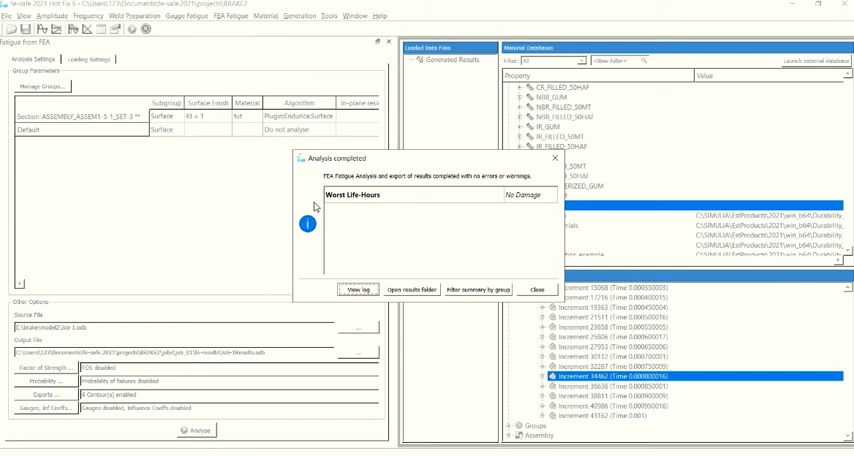 fe-safe 2021 Hot Fix 5 - C:\Users\123\Documents\fe-safe.2021\projects\BRAKE2
File View Amplitude Frequency Weld Preparation Gauge Fatigue FEA Fatigue Material Generation Tools Window Help
Fatigue from FEA
Analysis Settings Loading Settings
Group Parameters
Manage Groups...
Subgroup Surface Finish Material Algorithm In-plane resi
Section-ASSEMBLY_ASSEM1-5-1_SET-3 ** Surface Kt = 1 tut Plugin:Endurica:Surface
Default Surface Do not analyse
Other Options
Source File
E:\brake\model2\Job-1.odb
...
Output File
C:\Users\123\Documents\fe-safe.2021\projects\BRAKE2\jobs\job_01\fe-results\Job-1Results.odb
...
Factor of Strength ... FOS disabled
Probability ... Probability of failures disabled
Exports ... 6 Contour(s) enabled
Gauges, Inf Coeffs... Gauges disabled, Influence Coeffs disabled
Analyse
Analysis completed
FEA Fatigue Analysis and export of results completed with no errors or warnings.
Worst Life-Hours No Damage
View log Open results folder Filter summary by group Close
Loaded Data Files
Generated Results
Material Databases
Filter: All <New Filter> Launch external database
Property Value
CR_FILLED_50HAF
NBR_GUM
NBR_FILLED_50MT
NBR_FILLED_50HAF
IR_GUM
IR_FILLED_50MT
IR_FILLED_50HAF
C:\SIMULIA\EstProducts\2021\win_b64\Durability_
C:\SIMULIA\EstProducts\2021\win_b64\Durability_
C:\SIMULIA\EstProducts\2021\win_b64\Durability_
Increment 15068 (Time 0.000350003)
Increment 17216 (Time 0.000400015)
Increment 19363 (Time 0.000450004)
Increment 21511 (Time 0.000500016)
Increment 23658 (Time 0.000550005)
Increment 25806 (Time 0.000600017)
Increment 27953 (Time 0.000650006)
Increment 30112 (Time 0.000700001)
Increment 32287 (Time 0.000750009)
Increment 34462 (Time 0.000800016)
Increment 36636 (Time 0.000850001)
Increment 38811 (Time 0.000900009)
Increment 40986 (Time 0.000950016)
Increment 43162 (Time 0.001)
Groups
Assembly